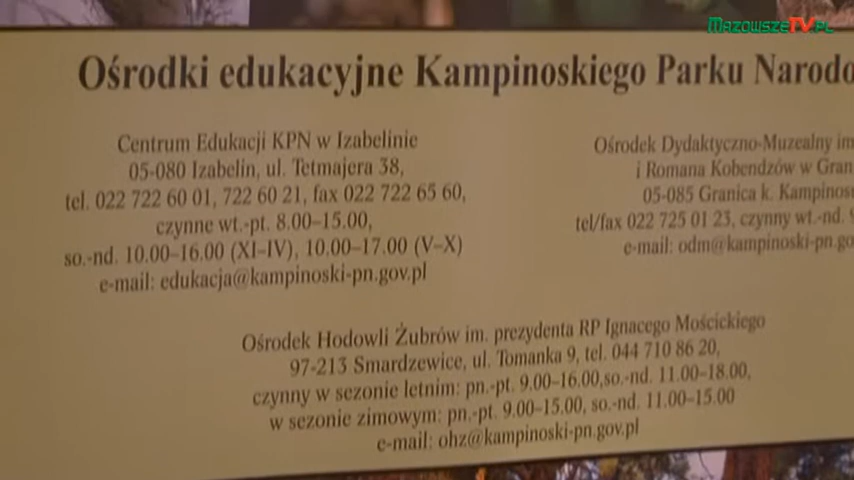 MAZOWSZETV.PL
Ośrodki edukacyjne Kampinoskiego Parku Narodo
Centrum Edukacji KPN w Izabelinie
05-080 Izabelin, ul. Tetmajera 38,
tel. 022 722 60 01, 722 60 21, fax 022 722 65 60,
czynne wt.-pt. 8.00–15.00,
so.-nd. 10.00–16.00 (XI–IV), 10.00–17.00 (V–X)
e-mail: edukacja@kampinoski-pn.gov.pl
Ośrodek Dydaktyczno-Muzealny im
i Romana Kobendzów w Gran
05-085 Granica k. Kampinos
tel/fax 022 725 01 23, czynny wt.-nd. 9
e-mail: odm@kampinoski-pn.go
Ośrodek Hodowli Żubrów im. prezydenta RP Ignacego Mościckiego
97-213 Smardzewice, ul. Tomanka 9, tel. 044 710 86 20,
czynny w sezonie letnim: pn.-pt. 9.00–16.00,so.-nd. 11.00–18.00,
w sezonie zimowym: pn.-pt. 9.00–15.00, so.-nd. 11.00–15.00
e-mail: ohz@kampinoski-pn.gov.pl